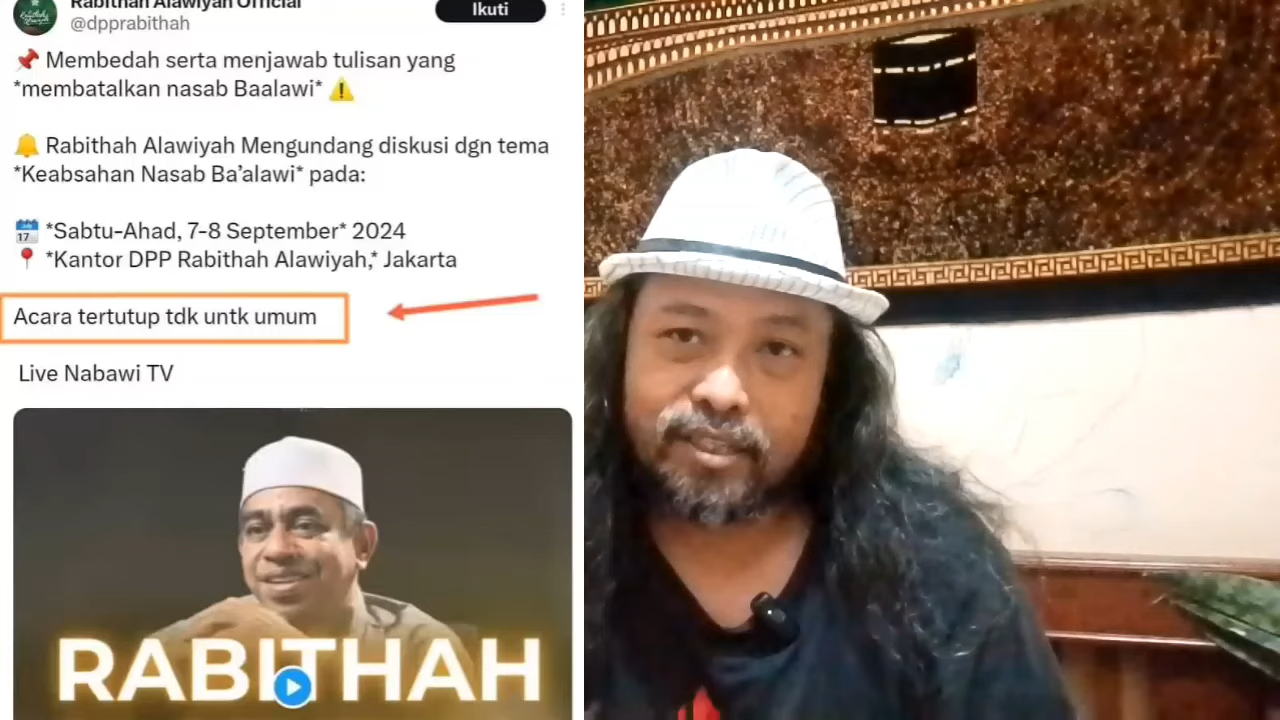 Rabithah Alawiyah Official
@dpprabithah
Ikuti
📌 Membedah serta menjawab tulisan yang
*membatalkan nasab Baalawi* ⚠️
🔔 Rabithah Alawiyah Mengundang diskusi dgn tema
*Keabsahan Nasab Ba’alawi* pada:
📅 *Sabtu-Ahad, 7-8 September* 2024
📍 *Kantor DPP Rabithah Alawiyah,* Jakarta
Acara tertutup tdk untk umum
Live Nabawi TV
RABITHAH